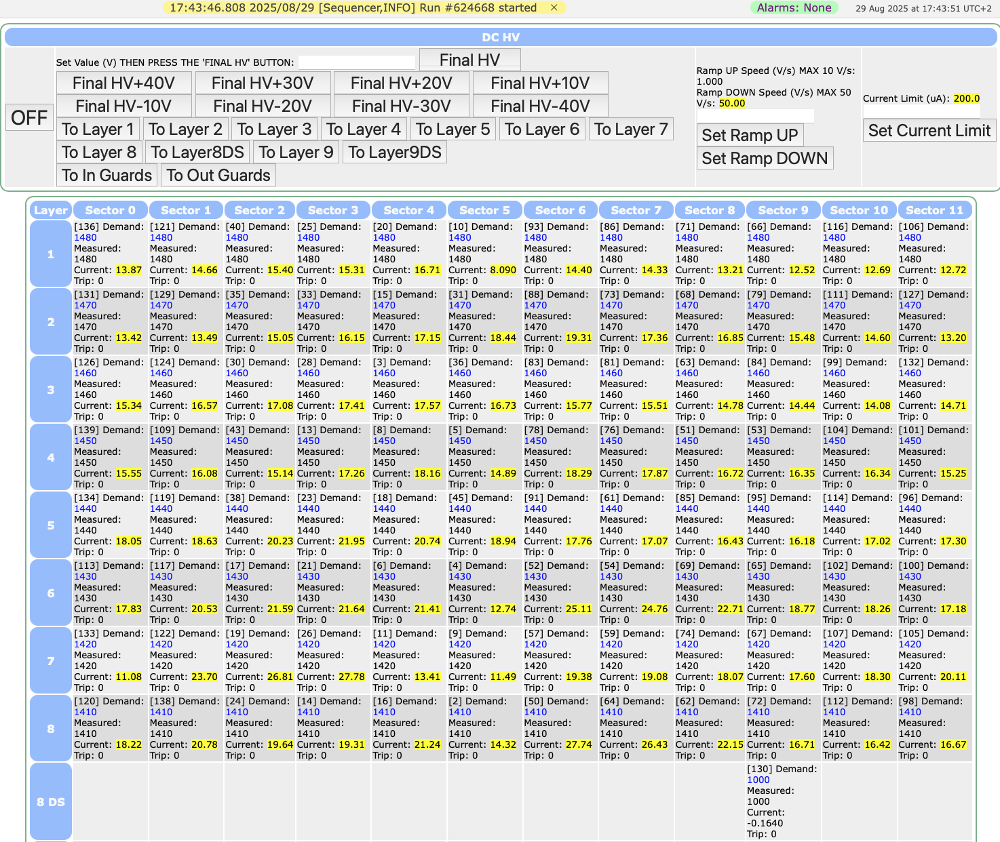 17:43:46.808 2025/08/29 [Sequencer,INFO] Run #624668 started ×
Alarms: None
29 Aug 2025 at 17:43:51 UTC+2
DC HV
OFF
Set Value (V) THEN PRESS THE 'FINAL HV' BUTTON: Final HV
Final HV+40V Final HV+30V Final HV+20V Final HV+10V
Final HV-10V Final HV-20V Final HV-30V Final HV-40V
To Layer 1 To Layer 2 To Layer 3 To Layer 4 To Layer 5 To Layer 6 To Layer 7
To Layer 8 To Layer8DS To Layer 9 To Layer9DS
To In Guards To Out Guards
Ramp UP Speed (V/s) MAX 10 V/s:
1.000
Ramp DOWN Speed (V/s) MAX 50
V/s: 50.00
Set Ramp UP
Set Ramp DOWN
Current Limit (uA): 200.0
Set Current Limit
Layer Sector 0 Sector 1 Sector 2 Sector 3 Sector 4 Sector 5 Sector 6 Sector 7 Sector 8 Sector 9 Sector 10 Sector 11
1
[136] Demand: [121] Demand: [40] Demand: [25] Demand: [20] Demand: [10] Demand: [93] Demand: [86] Demand: [71] Demand: [66] Demand: [116] Demand: [106] Demand:
1480 1480 1480 1480 1480 1480 1480 1480 1480 1480 1480 1480
Measured: Measured: Measured: Measured: Measured: Measured: Measured: Measured: Measured: Measured: Measured: Measured:
1480 1480 1480 1480 1480 1480 1480 1480 1480 1480 1480 1480
Current: 13.87 Current: 14.66 Current: 15.40 Current: 15.31 Current: 16.71 Current: 8.090 Current: 14.40 Current: 14.33 Current: 13.21 Current: 12.52 Current: 12.69 Current: 12.72
Trip: 0 Trip: 0 Trip: 0 Trip: 0 Trip: 0 Trip: 0 Trip: 0 Trip: 0 Trip: 0 Trip: 0 Trip: 0 Trip: 0
2
[131] Demand: [129] Demand: [35] Demand: [33] Demand: [15] Demand: [31] Demand: [88] Demand: [73] Demand: [68] Demand: [79] Demand: [111] Demand: [127] Demand:
1470 1470 1470 1470 1470 1470 1470 1470 1470 1470 1470 1470
Measured: Measured: Measured: Measured: Measured: Measured: Measured: Measured: Measured: Measured: Measured: Measured:
1470 1470 1470 1470 1470 1470 1470 1470 1470 1470 1470 1470
Current: 13.42 Current: 13.49 Current: 15.05 Current: 16.15 Current: 17.15 Current: 18.44 Current: 19.31 Current: 17.36 Current: 16.85 Current: 15.48 Current: 14.60 Current: 13.20
Trip: 0 Trip: 0 Trip: 0 Trip: 0 Trip: 0 Trip: 0 Trip: 0 Trip: 0 Trip: 0 Trip: 0 Trip: 0 Trip: 0
3
[126] Demand: [124] Demand: [30] Demand: [28] Demand: [3] Demand: [36] Demand: [83] Demand: [81] Demand: [63] Demand: [84] Demand: [99] Demand: [132] Demand:
1460 1460 1460 1460 1460 1460 1460 1460 1460 1460 1460 1460
Measured: Measured: Measured: Measured: Measured: Measured: Measured: Measured: Measured: Measured: Measured: Measured:
1460 1460 1460 1460 1460 1460 1460 1460 1460 1460 1460 1460
Current: 15.34 Current: 16.57 Current: 17.08 Current: 17.41 Current: 17.57 Current: 16.73 Current: 15.77 Current: 15.51 Current: 14.78 Current: 14.44 Current: 14.08 Current: 14.71
Trip: 0 Trip: 0 Trip: 0 Trip: 0 Trip: 0 Trip: 0 Trip: 0 Trip: 0 Trip: 0 Trip: 0 Trip: 0 Trip: 0
4
[139] Demand: [109] Demand: [43] Demand: [13] Demand: [8] Demand: [5] Demand: [78] Demand: [76] Demand: [51] Demand: [53] Demand: [104] Demand: [101] Demand:
1450 1450 1450 1450 1450 1450 1450 1450 1450 1450 1450 1450
Measured: Measured: Measured: Measured: Measured: Measured: Measured: Measured: Measured: Measured: Measured: Measured:
1450 1450 1450 1450 1450 1450 1450 1450 1450 1450 1450 1450
Current: 15.55 Current: 16.08 Current: 15.14 Current: 17.26 Current: 18.16 Current: 14.89 Current: 18.29 Current: 17.87 Current: 16.72 Current: 16.35 Current: 16.34 Current: 15.25
Trip: 0 Trip: 0 Trip: 0 Trip: 0 Trip: 0 Trip: 0 Trip: 0 Trip: 0 Trip: 0 Trip: 0 Trip: 0 Trip: 0
5
[134] Demand: [119] Demand: [38] Demand: [23] Demand: [18] Demand: [45] Demand: [91] Demand: [61] Demand: [85] Demand: [95] Demand: [114] Demand: [96] Demand:
1440 1440 1440 1440 1440 1440 1440 1440 1440 1440 1440 1440
Measured: Measured: Measured: Measured: Measured: Measured: Measured: Measured: Measured: Measured: Measured: Measured:
1440 1440 1440 1440 1440 1440 1440 1440 1440 1440 1440 1440
Current: 18.05 Current: 18.63 Current: 20.23 Current: 21.95 Current: 20.74 Current: 18.94 Current: 17.76 Current: 17.07 Current: 16.43 Current: 16.18 Current: 17.02 Current: 17.30
Trip: 0 Trip: 0 Trip: 0 Trip: 0 Trip: 0 Trip: 0 Trip: 0 Trip: 0 Trip: 0 Trip: 0 Trip: 0 Trip: 0
6
[113] Demand: [117] Demand: [17] Demand: [21] Demand: [6] Demand: [4] Demand: [52] Demand: [54] Demand: [69] Demand: [65] Demand: [102] Demand: [100] Demand:
1430 1430 1430 1430 1430 1430 1430 1430 1430 1430 1430 1430
Measured: Measured: Measured: Measured: Measured: Measured: Measured: Measured: Measured: Measured: Measured: Measured:
1430 1430 1430 1430 1430 1430 1430 1430 1430 1430 1430 1430
Current: 17.83 Current: 20.53 Current: 21.59 Current: 21.64 Current: 21.41 Current: 12.74 Current: 25.11 Current: 24.76 Current: 22.71 Current: 18.77 Current: 18.26 Current: 17.18
Trip: 0 Trip: 0 Trip: 0 Trip: 0 Trip: 0 Trip: 0 Trip: 0 Trip: 0 Trip: 0 Trip: 0 Trip: 0 Trip: 0
7
[133] Demand: [122] Demand: [19] Demand: [26] Demand: [11] Demand: [9] Demand: [57] Demand: [59] Demand: [74] Demand: [67] Demand: [107] Demand: [105] Demand:
1420 1420 1420 1420 1420 1420 1420 1420 1420 1420 1420 1420
Measured: Measured: Measured: Measured: Measured: Measured: Measured: Measured: Measured: Measured: Measured: Measured:
1420 1420 1420 1420 1420 1420 1420 1420 1420 1420 1420 1420
Current: 11.08 Current: 23.70 Current: 26.81 Current: 27.78 Current: 13.41 Current: 11.49 Current: 19.38 Current: 19.08 Current: 18.07 Current: 17.60 Current: 18.30 Current: 20.11
Trip: 0 Trip: 0 Trip: 0 Trip: 0 Trip: 0 Trip: 0 Trip: 0 Trip: 0 Trip: 0 Trip: 0 Trip: 0 Trip: 0
8
[120] Demand: [138] Demand: [24] Demand: [14] Demand: [16] Demand: [2] Demand: [50] Demand: [64] Demand: [62] Demand: [72] Demand: [112] Demand: [98] Demand:
1410 1410 1410 1410 1410 1410 1410 1410 1410 1410 1410 1410
Measured: Measured: Measured: Measured: Measured: Measured: Measured: Measured: Measured: Measured: Measured: Measured:
1410 1410 1410 1410 1410 1410 1410 1410 1410 1410 1410 1410
Current: 18.22 Current: 20.78 Current: 19.64 Current: 19.31 Current: 21.24 Current: 14.32 Current: 27.74 Current: 26.43 Current: 22.15 Current: 16.71 Current: 16.42 Current: 16.67
Trip: 0 Trip: 0 Trip: 0 Trip: 0 Trip: 0 Trip: 0 Trip: 0 Trip: 0 Trip: 0 Trip: 0 Trip: 0 Trip: 0
8 DS
[130] Demand:
1000
Measured:
1000
Current:
-0.1640
Trip: 0